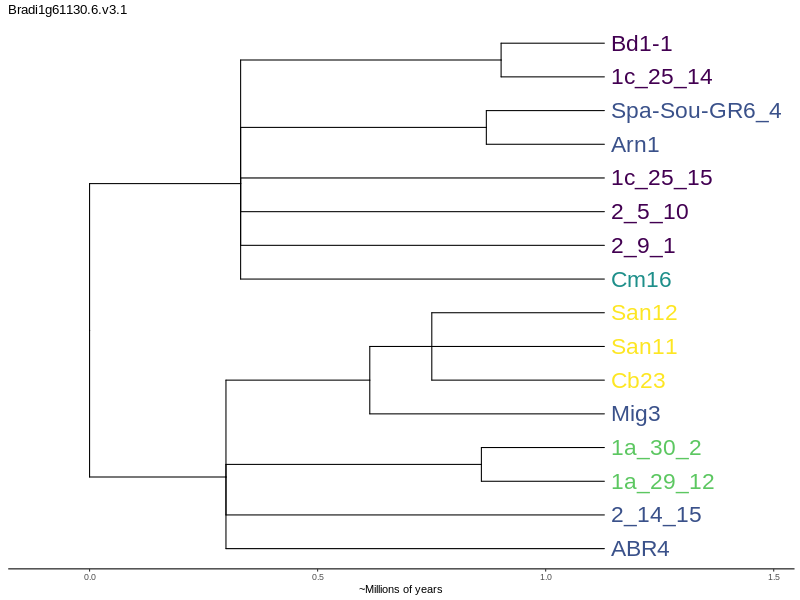 Bradi1g61130.6.v3.1
Bd1-1
1c_25_14
Spa-Sou-GR6_4
Arn1
1c_25_15
2_5_10
2_9_1
Cm16
San12
San11
Cb23
Mig3
1a_30_2
1a_29_12
2_14_15
ABR4
0.0 0.5 1.0 1.5
~Millions of years